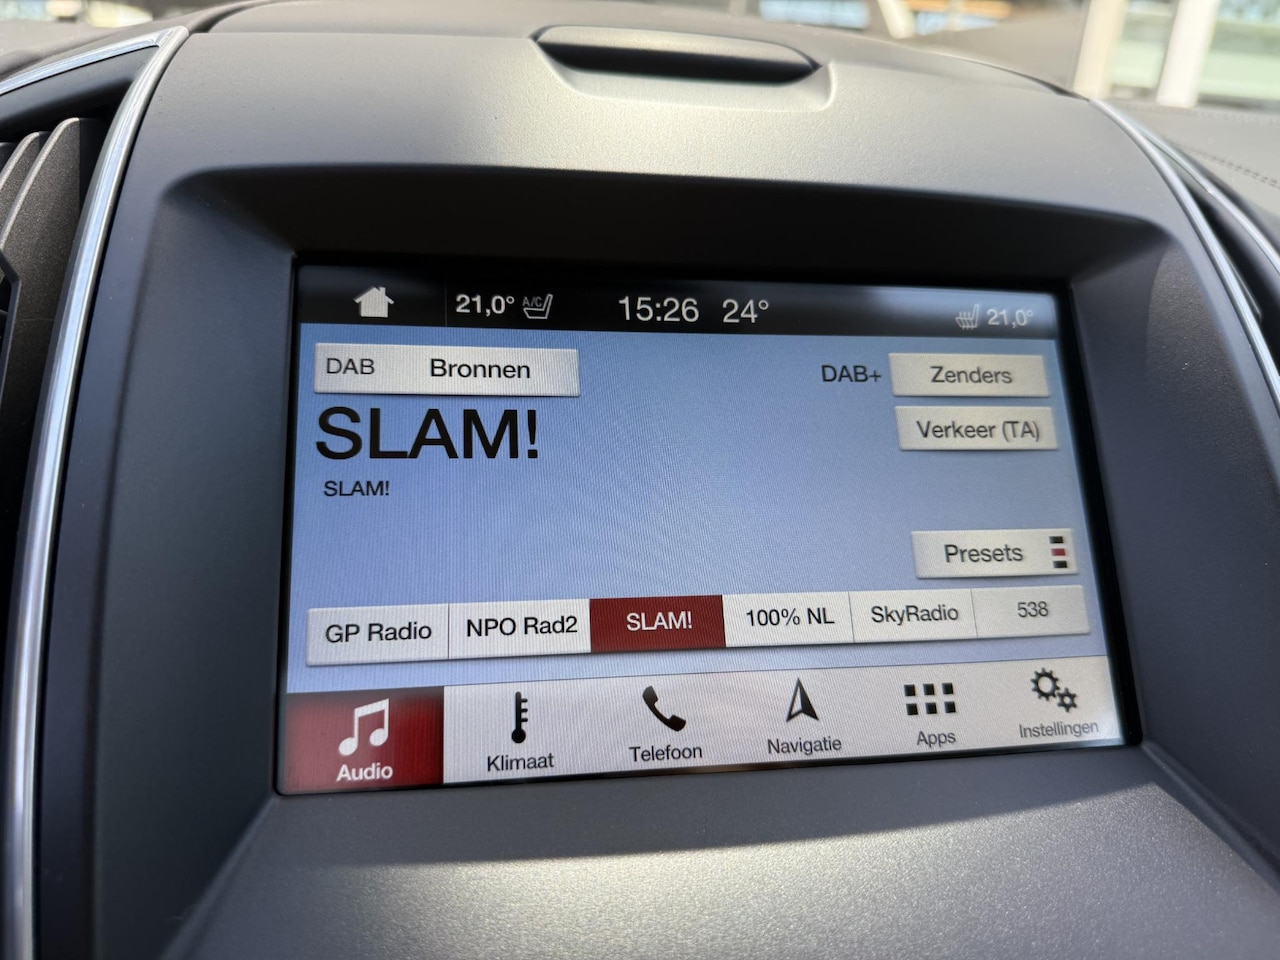 21,0° A/C 15:26 24° 21,0°
DAB Bronnen DAB+ Zenders
SLAM! Verkeer (TA)
SLAM!
Presets
GP Radio NPO Rad2 SLAM! 100% NL SkyRadio 538
Audio Klimaat Telefoon Navigatie Apps Instellingen